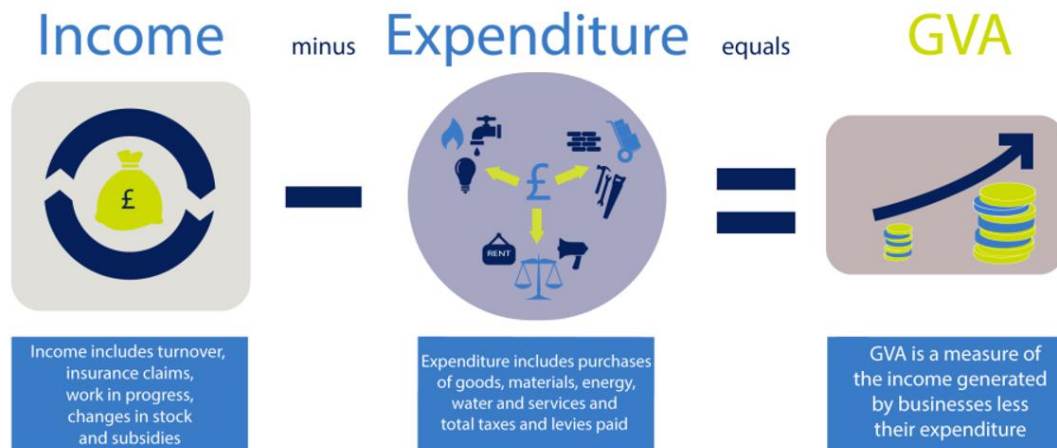 Income minus Expenditure equals GVA
£
£
RENT
Income includes turnover,
insurance claims,
work in progress,
changes in stock
and subsidies
Expenditure includes purchases
of goods, materials, energy,
water and services and
total taxes and levies paid
GVA is a measure of
the income generated
by businesses less
their expenditure